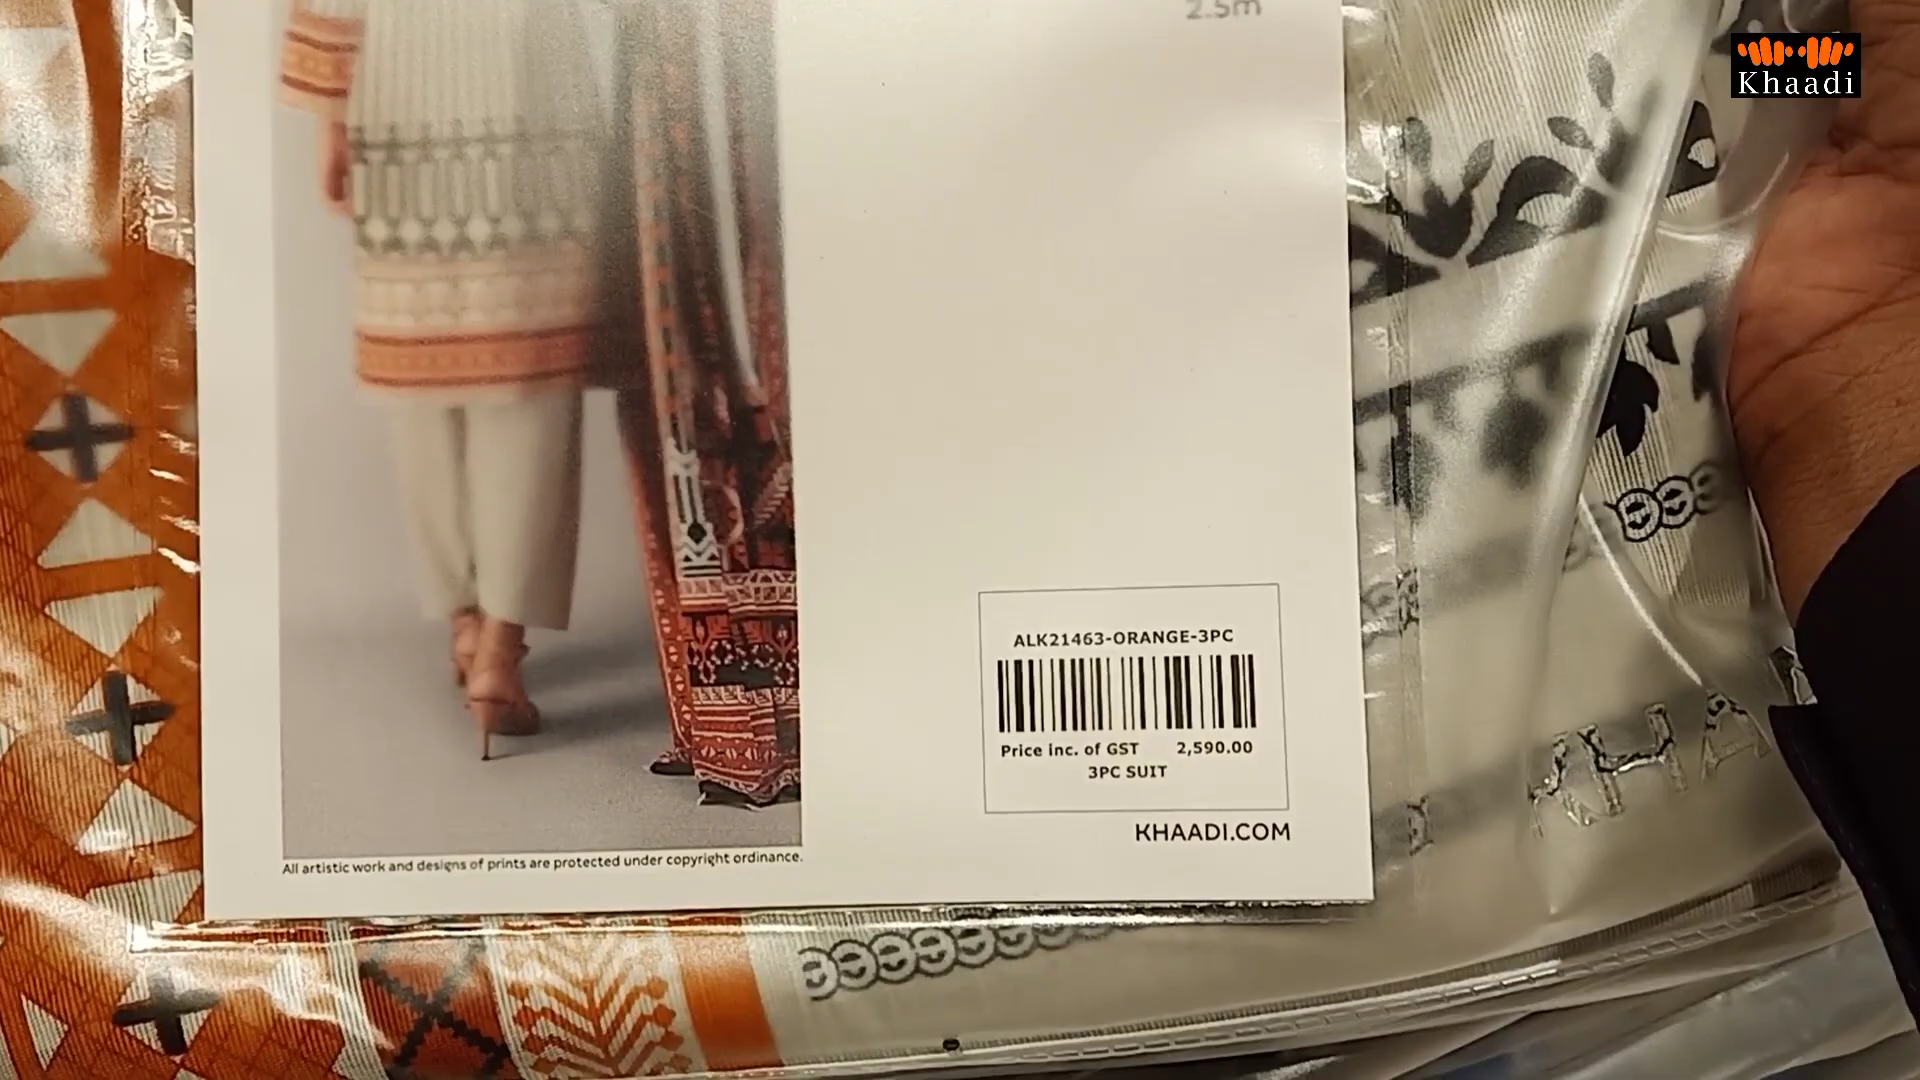 2.5m
Khaadi
ALK21463-ORANGE-3PC
Price inc. of GST 2,590.00
3PC SUIT
KHAADI.COM
All artistic work and designs of prints are protected under copyright ordinance.
KHA